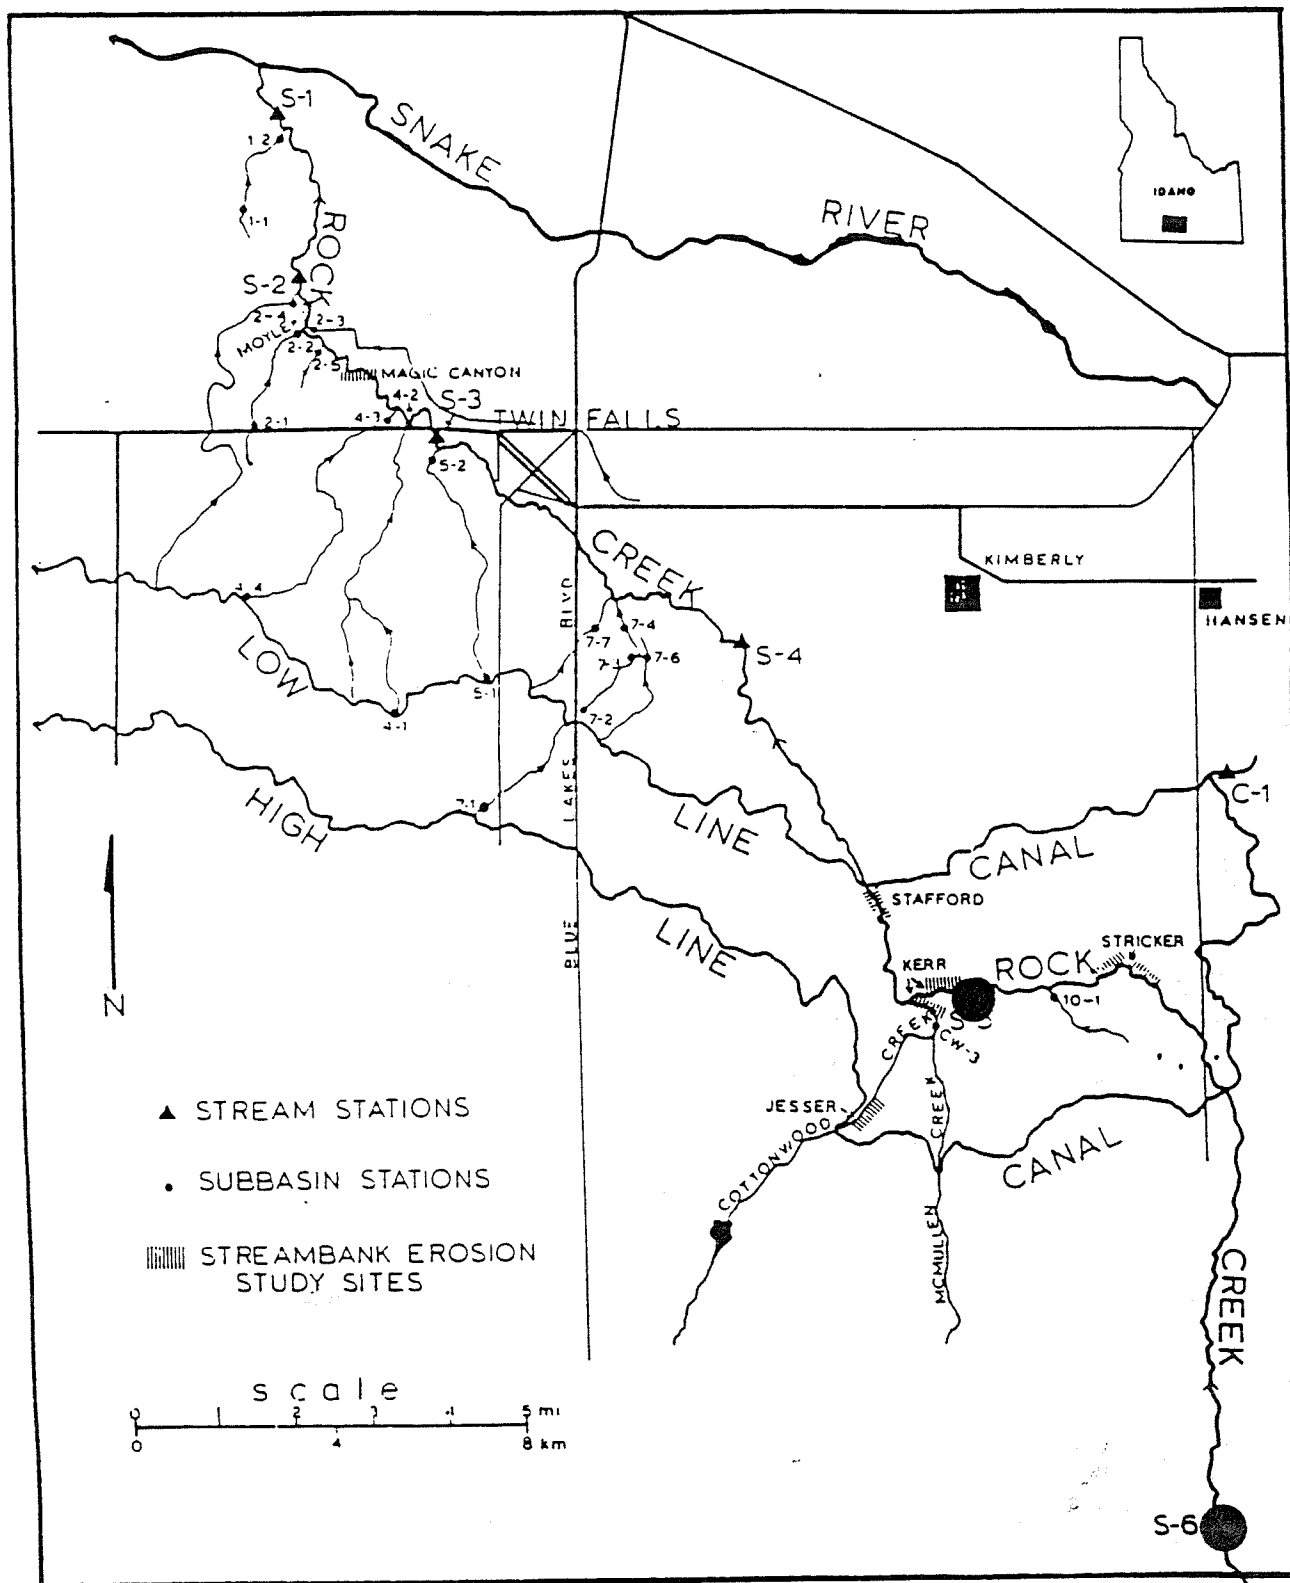 S-1
SNAKE
1-2
IDAHO
1-1
ROCK
RIVER
S-2
2-4
MOYLE
2-3
2-2
2-5
MAGIC CANYON
4-2
S-3
4-3
2-1
TWIN FALLS
5-2
CREEK
KIMBERLY
4-4
HANSEN
BLVD
7-7
7-4
7-6
S-4
LOW
5-1
4-1
7-2
HIGH
7-1
LAKES
LINE
C-1
CANAL
STAFFORD
BLUE
LINE
STRICKER
KERR
ROCK
10-1
N
CREEK
CW-3
JESSER
STREAM STATIONS
COTTONWOOD
CREEK
CANAL
SUBBASIN STATIONS
STREAMBANK EROSION
STUDY SITES
MCMULLEN
CREEK
scale
0 1 2 3 4 5 mi
0 4 8 km
S-6